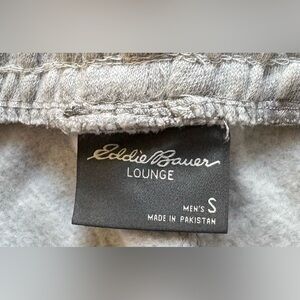 Eddie Bauer
LOUNGE
MEN'S S
MADE IN PAKISTAN